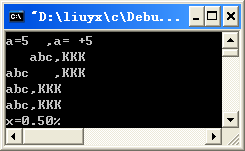 "D:\liuyx\c\Debu...
a=5   ,a= +5
   abc,KKK
abc   ,KKK
abc,KKK
abc,KKK
x=0.50%